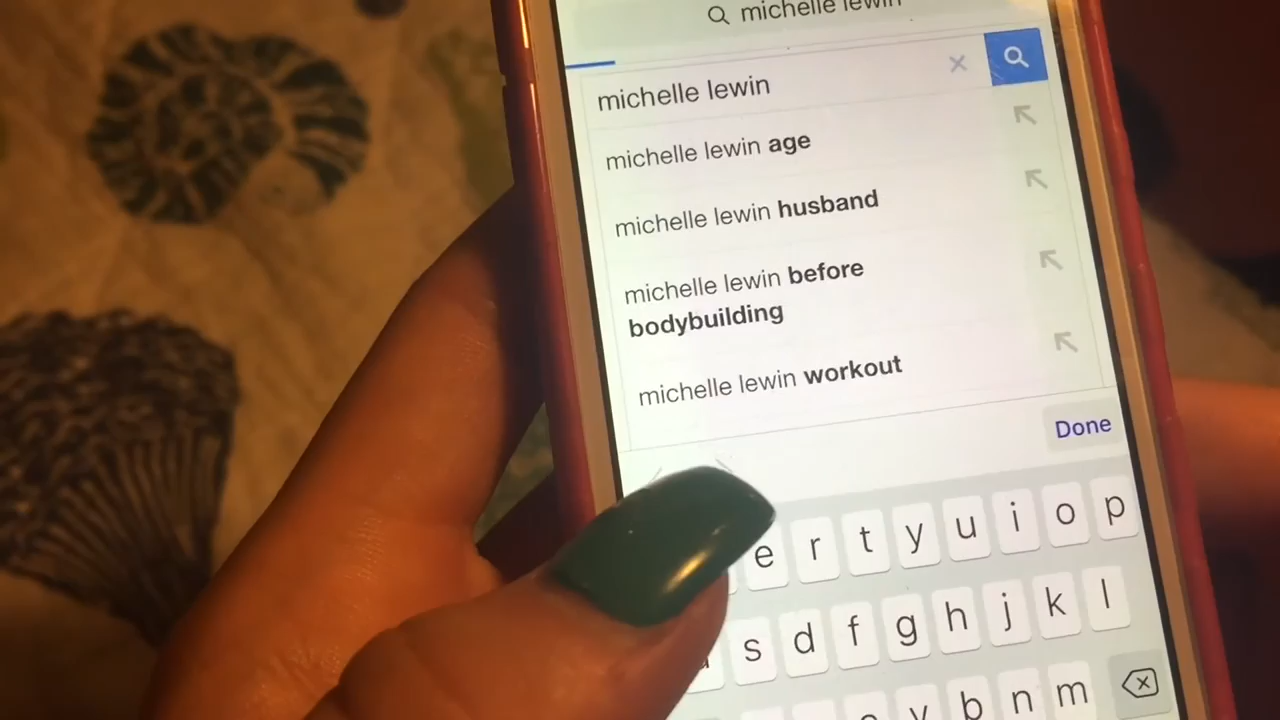 michelle lewin
michelle lewin
michelle lewin age
michelle lewin husband
michelle lewin before
bodybuilding
michelle lewin workout
Done
e r t y u i o p
s d f g h j k l
v b n m